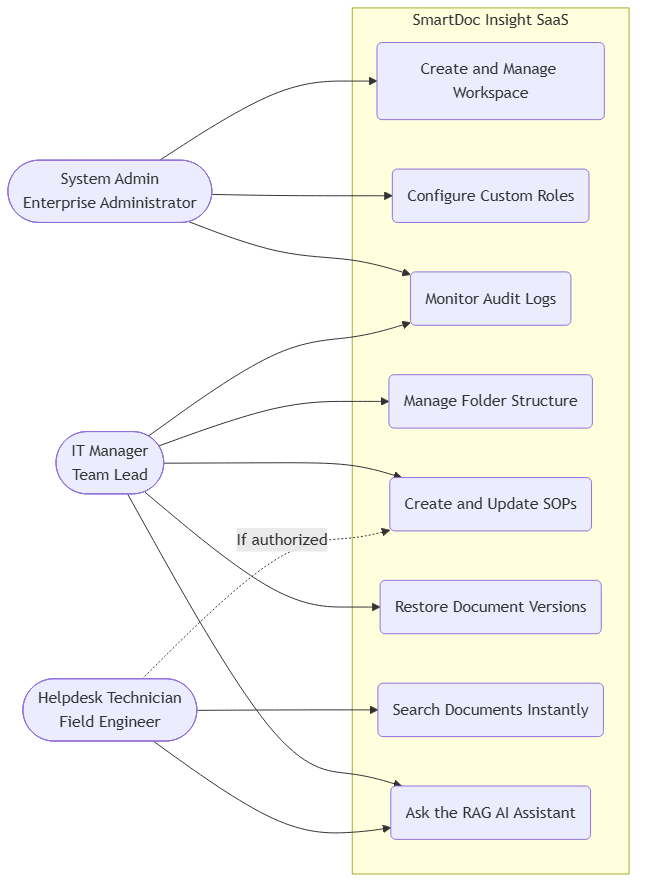 SmartDoc Insight SaaS
Create and Manage
Workspace
System Admin
Enterprise Administrator
Configure Custom Roles
Monitor Audit Logs
Manage Folder Structure
IT Manager
Team Lead
Create and Update SOPs
If authorized
Restore Document Versions
Helpdesk Technician
Field Engineer
Search Documents Instantly
Ask the RAG AI Assistant